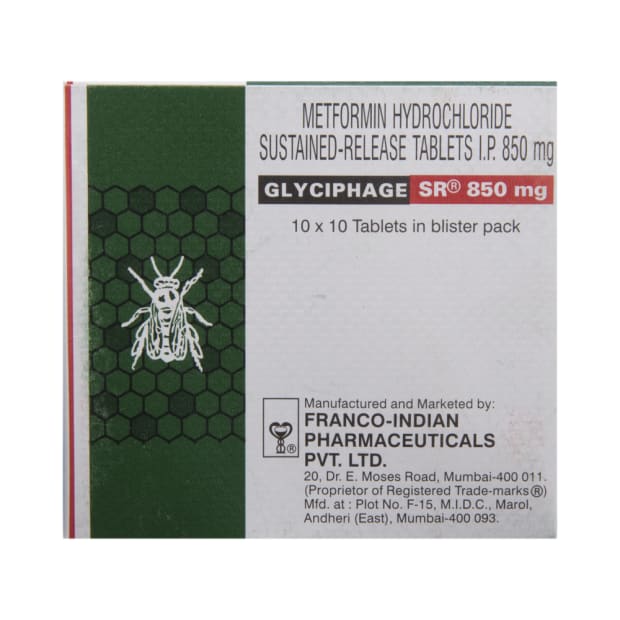 METFORMIN HYDROCHLORIDE
SUSTAINED-RELEASE TABLETS I.P. 850 mg
GLYCIPHAGE SR® 850 mg
10 x 10 Tablets in blister pack
Manufactured and Marketed by:
FRANCO-INDIAN
PHARMACEUTICALS
PVT. LTD.
20, Dr. E. Moses Road, Mumbai-400 011.
(Proprietor of Registered Trade-marks ®)
Mfd. at : Plot No. F-15, M.I.D.C., Marol,
Andheri (East), Mumbai-400 093.